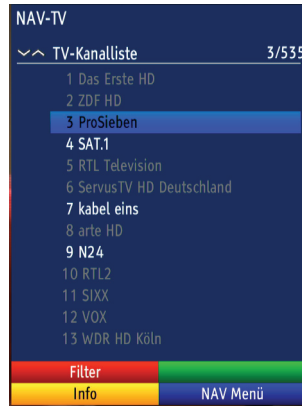 NAV-TV
TV-Kanalliste 3/535
1 Das Erste HD
2 ZDF HD
3 ProSieben
4 SAT.1
5 RTL Television
6 ServusTV HD Deutschland
7 kabel eins
8 arte HD
9 N24
10 RTL2
11 SIXX
12 VOX
13 WDR HD Köln
Filter
Info NAV Menü